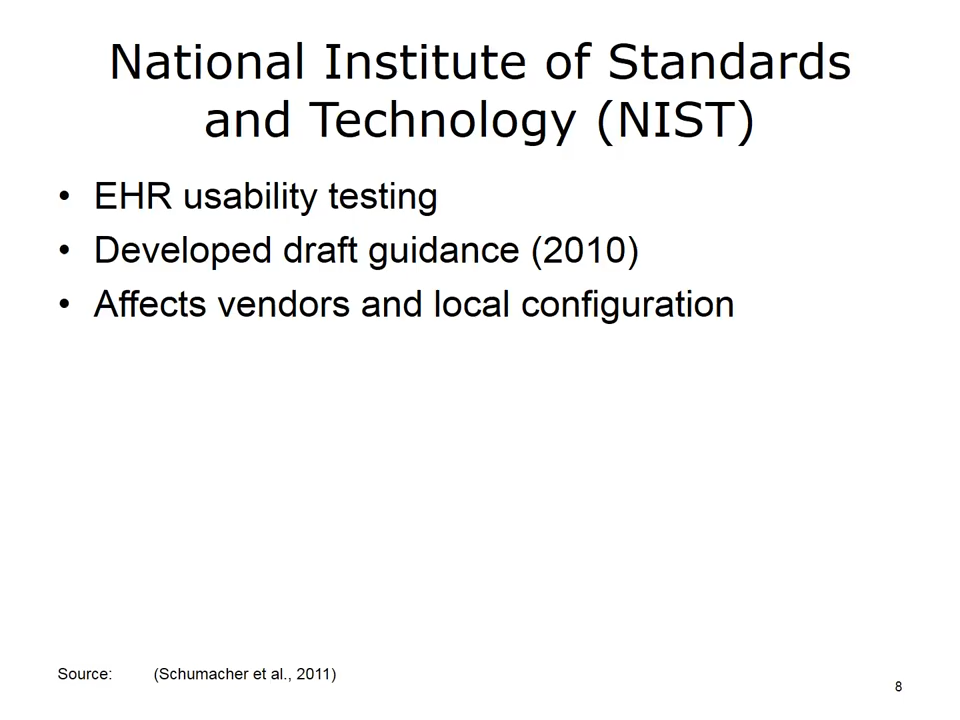 National Institute of Standards
and Technology (NIST)
• EHR usability testing
• Developed draft guidance (2010)
• Affects vendors and local configuration
Source: (Schumacher et al., 2011)
8